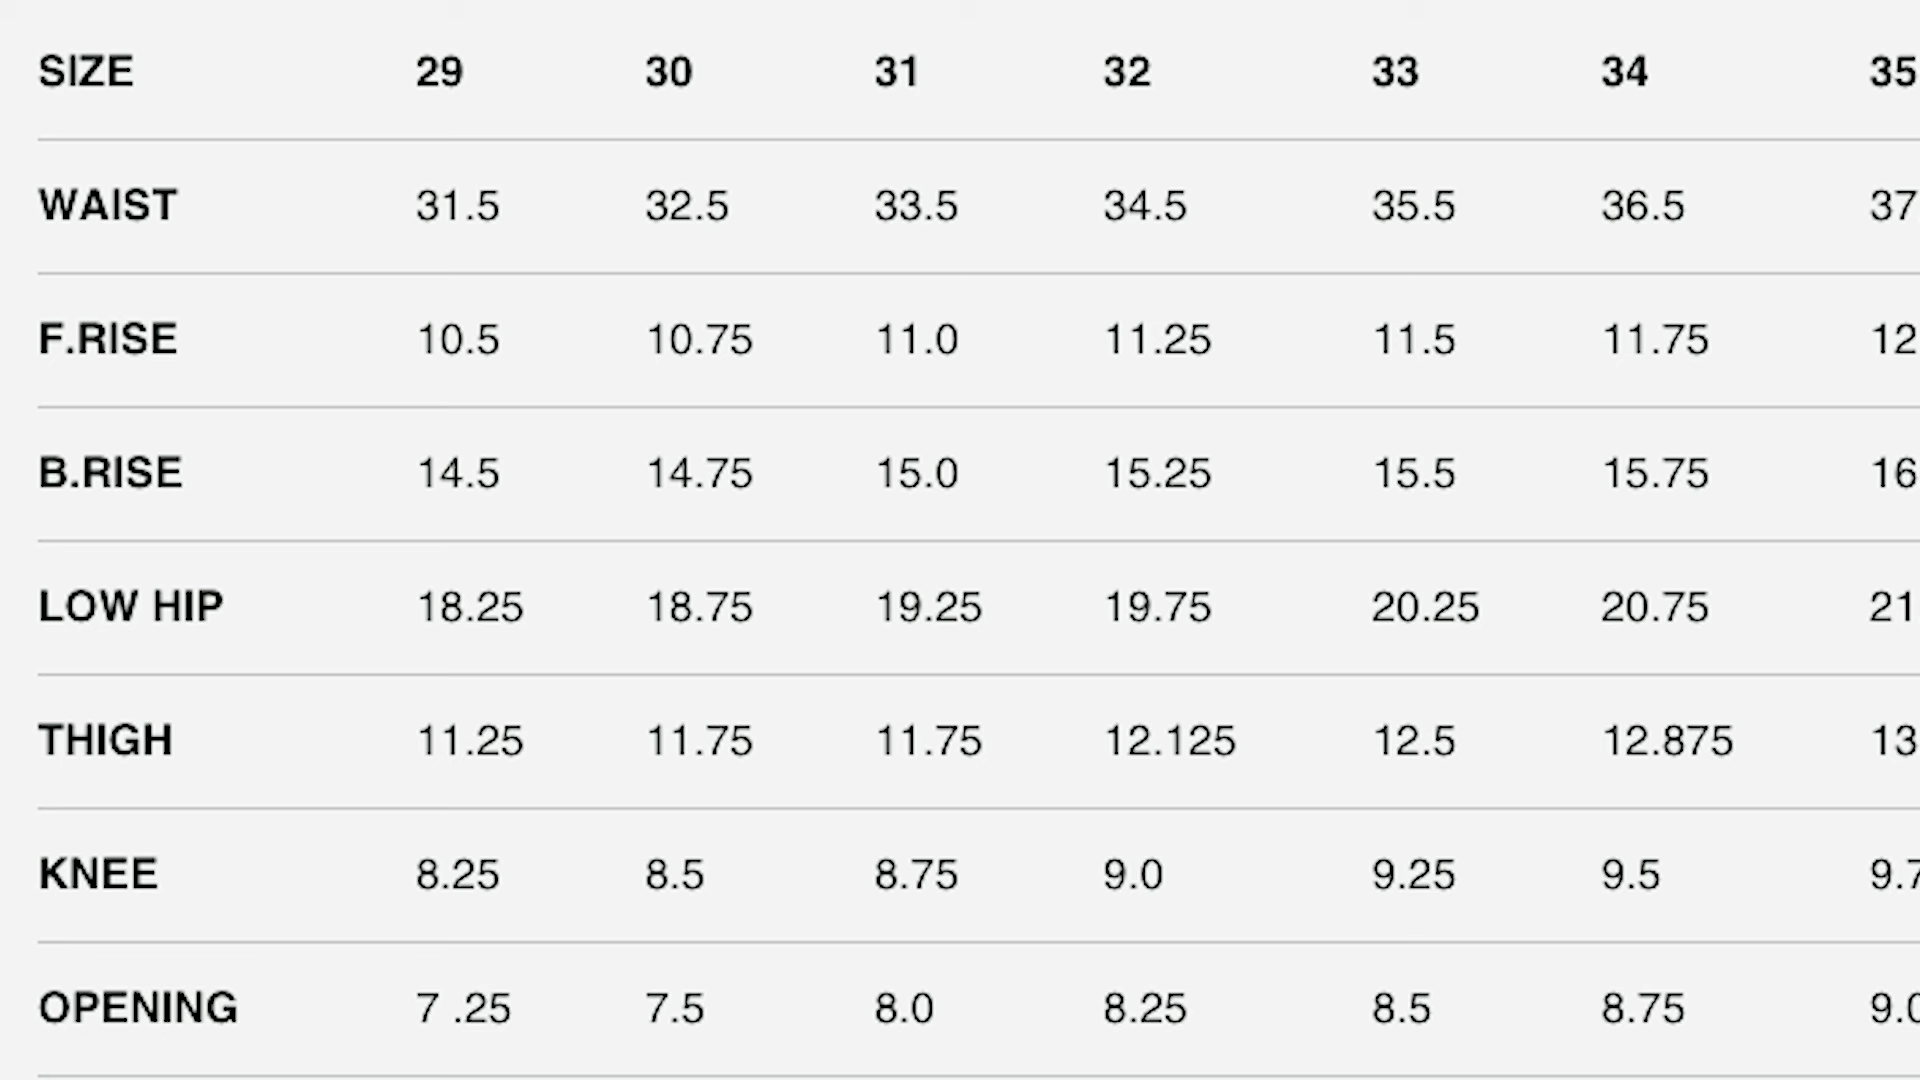 SIZE 29 30 31 32 33 34 35
WAIST 31.5 32.5 33.5 34.5 35.5 36.5 37
F.RISE 10.5 10.75 11.0 11.25 11.5 11.75 12
B.RISE 14.5 14.75 15.0 15.25 15.5 15.75 16
LOW HIP 18.25 18.75 19.25 19.75 20.25 20.75 21
THIGH 11.25 11.75 11.75 12.125 12.5 12.875 13
KNEE 8.25 8.5 8.75 9.0 9.25 9.5 9.7
OPENING 7 .25 7.5 8.0 8.25 8.5 8.75 9.0